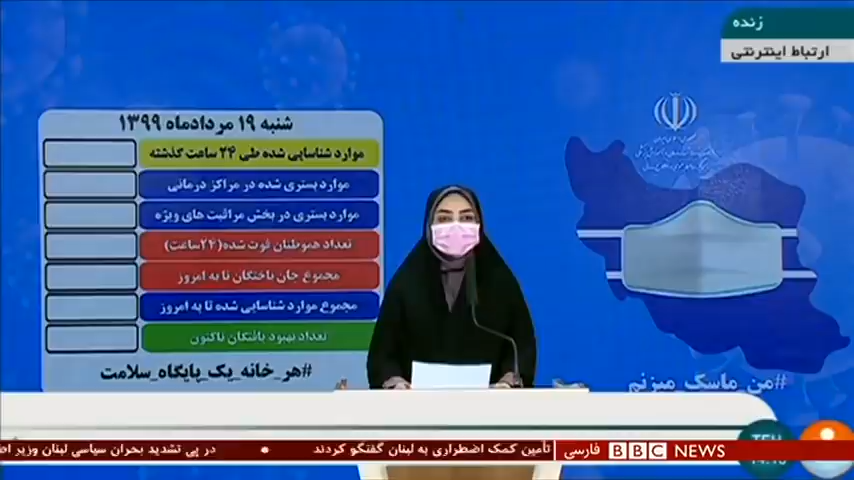 زنده
ارتباط اینترنتی
شنبه ۱۹ مردادماه ۱۳۹۹
موارد شناسایی شده طی ۲۴ ساعت گذشته
موارد بستری شده در مراکز درمانی
موارد بستری در بخش مراقبت های ویژه
تعداد هموطنان فوت شده(۲۴ساعت)
مجموع جان باختگان تا به امروز
مجموع موارد شناسایی شده تا به امروز
تعداد بهبود یافتگان تاکنون
#هر_خانه_یک_پایگاه_سلامت
#من_ماسک_میزنم
BBC NEWS فارسی
تأمین کمک اضطراری به لبنان گفتگو کردند • در پی تشدید بحران سیاسی لبنان وزیر